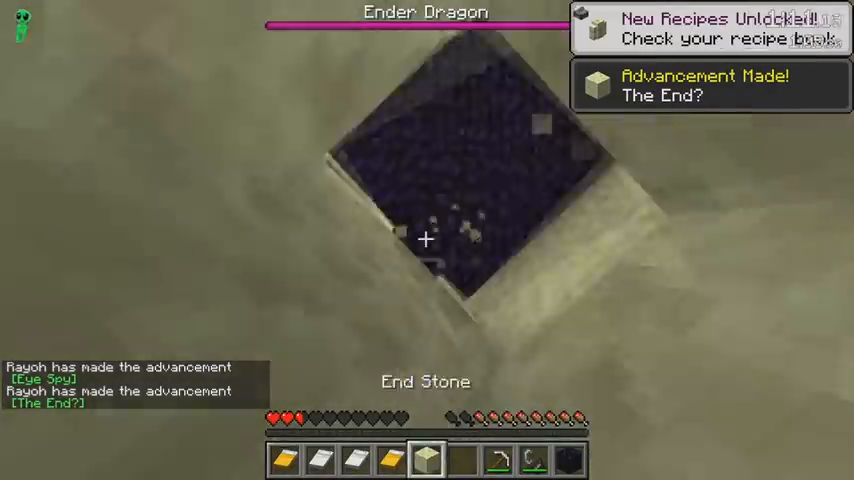 Ender Dragon
New Recipes Unlocked!
Check your recipe book
Advancement Made!
The End?
Rayoh has made the advancement
[Eye Spy]
Rayoh has made the advancement
[The End?]
End Stone